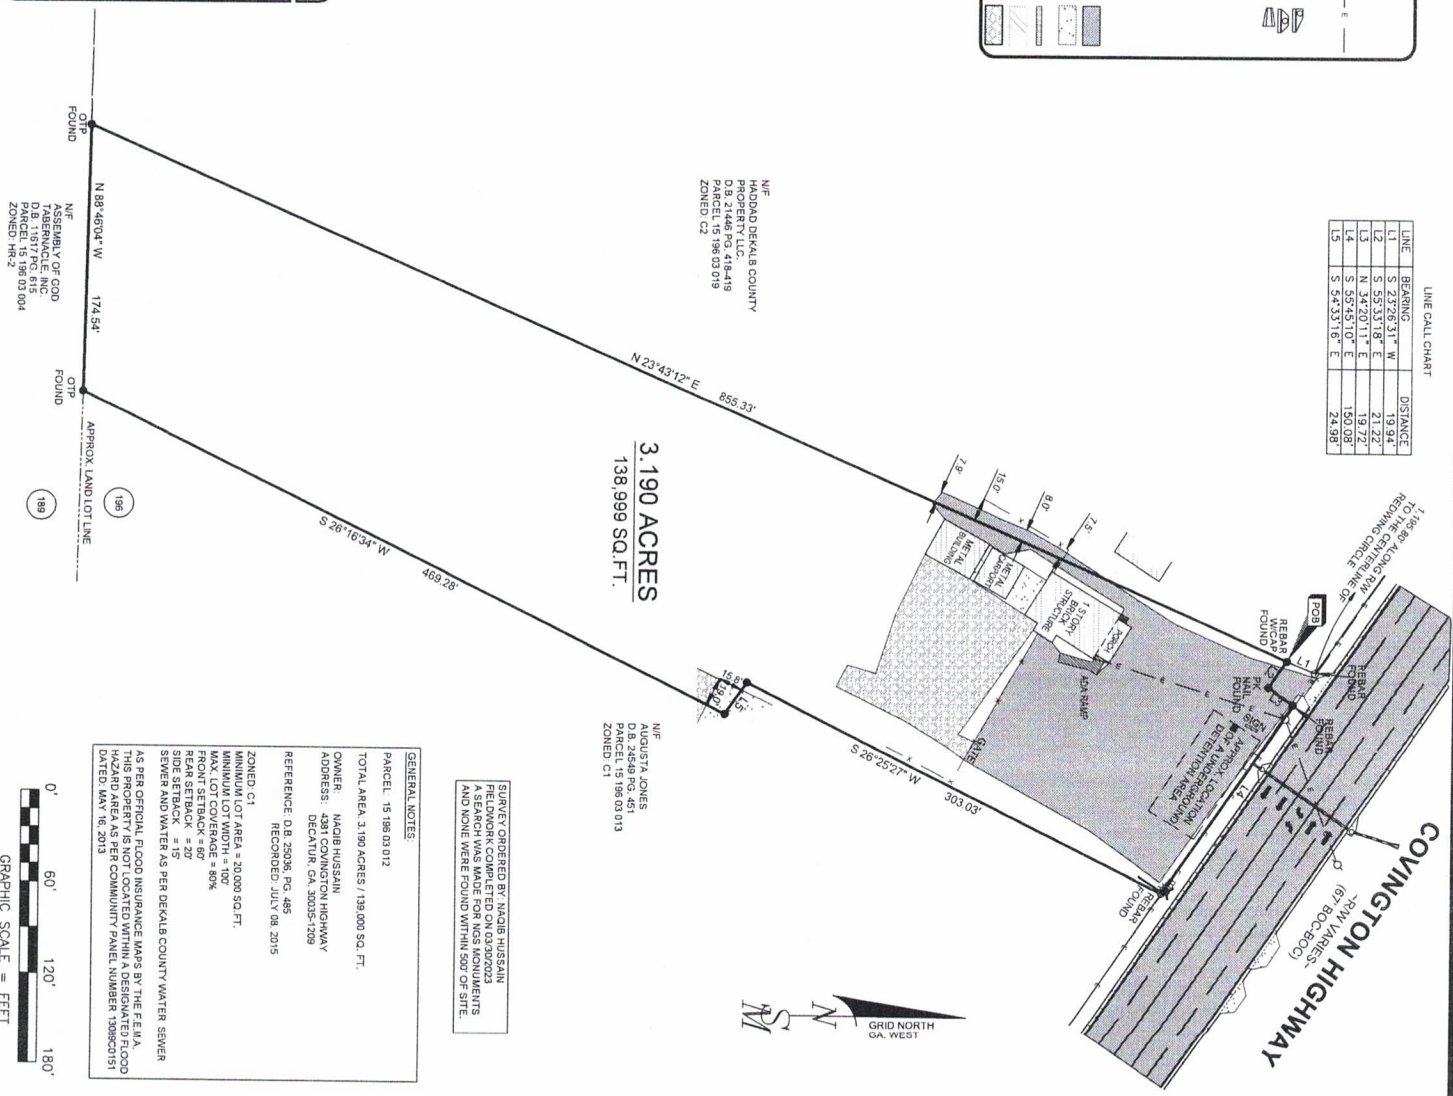 LINE CALL CHART
LINE BEARING DISTANCE
L1 S 23°26'31" W 19.94'
L2 S 55°33'18" E 21.22'
L3 N 34°20'11" E 19.72'
L4 S 55°45'10" E 150.08'
L5 S 54°33'16" E 24.98'
1,195.80' ALONG R/W
TO THE CENTERLINE OF
REDWING CIRCLE
POB
REBAR
W/CAP
FOUND
L1
REBAR
FOUND
L3
PK
NAIL
FOUND
L2
SIGN
REBAR
FOUND
COVINGTON HIGHWAY
~R/W VARIES~
(67' BOC-BOC)
L4
APPROX. LOCATION
OF A UNDERGROUND
DETENTION AREA
REBAR
FOUND
N/F
HADDAD DEKALB COUNTY
PROPERTY LLC.
D.B. 21446 PG. 418-419
PARCEL 15 196 03 019
ZONED: C2
N 23°43'12" E
855.33'
7.9'
15.0'
8.0'
7.5'
METAL
BUILDING
METAL
CARPORT
1 STORY
BRICK
STRUCTURE
PORCH
ADA RAMP
GATE
E
3.190 ACRES
138,999 SQ.FT.
S 26°25'27" W
303.03'
15.8'
19.0'
L5
S 26°16'34" W
469.28'
N/F
AUGUSTA JONES
D.B. 24549 PG. 451
PARCEL 15 196 03 013
ZONED: C1
OTP
FOUND
N 88°46'04" W
174.54'
OTP
FOUND
APPROX. LAND LOT LINE
196
189
N/F
ASSEMBLY OF GOD
TABERNACLE, INC.
D.B. 11617 PG. 615
PARCEL 15 196 03 004
ZONED: HR-2
GRID NORTH
GA. WEST
N
SURVEY ORDERED BY: NAQIB HUSSAIN
FIELDWORK COMPLETED ON 03/30/2023
A SEARCH WAS MADE FOR NGS MONUMENTS
AND NONE WERE FOUND WITHIN 500' OF SITE.
GENERAL NOTES:
PARCEL: 15 196 03 012
TOTAL AREA: 3.190 ACRES / 139,000 SQ. FT.
OWNER: NAQIB HUSSAIN
ADDRESS: 4381 COVINGTON HIGHWAY
DECATUR, GA. 30035-1209
REFERENCE: D.B. 25036, PG. 485
RECORDED: JULY 08, 2015
ZONED: C1
MINIMUM LOT AREA = 20,000 SQ.FT.
MINIMUM LOT WIDTH = 100'
MAX. LOT COVERAGE = 80%
FRONT SETBACK = 60'
REAR SETBACK = 20'
SIDE SETBACK = 15'
SEWER AND WATER AS PER DEKALB COUNTY WATER SEWER
AS PER OFFICIAL FLOOD INSURANCE MAPS BY THE F.E.M.A.
THIS PROPERTY IS NOT LOCATED WITHIN A DESIGNATED FLOOD
HAZARD AREA AS PER COMMUNITY PANEL NUMBER 13089C0151
DATED: MAY 16, 2013
0' 60' 120' 180'
GRAPHIC SCALE = FEET